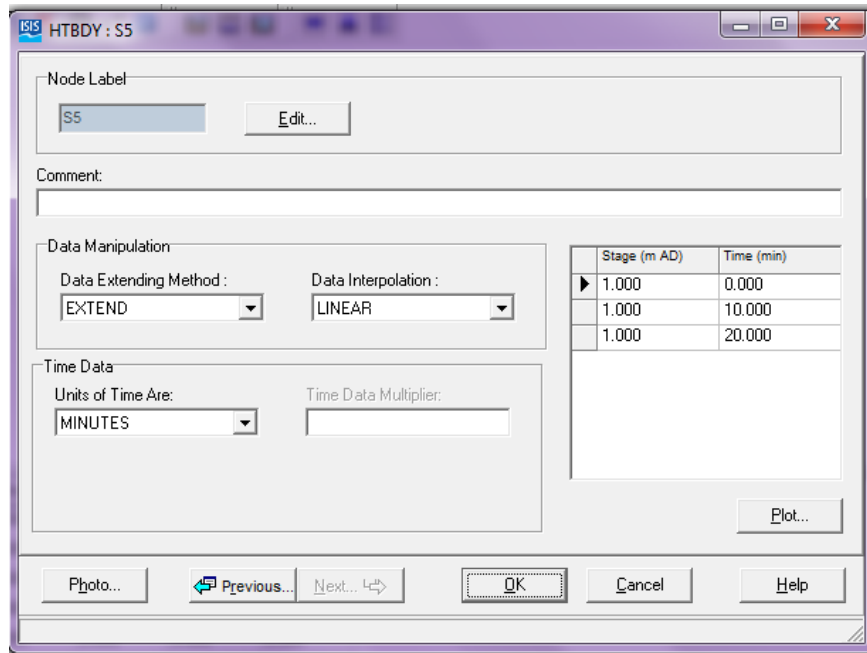 ISIS HTBDY : S5
Node Label
S5 Edit...
Comment:
Data Manipulation
Data Extending Method : Data Interpolation :
EXTEND LINEAR
Stage (m AD) Time (min)
1.000 0.000
1.000 10.000
1.000 20.000
Time Data
Units of Time Are: Time Data Multiplier:
MINUTES
Plot...
Photo... Previous... Next... OK Cancel Help